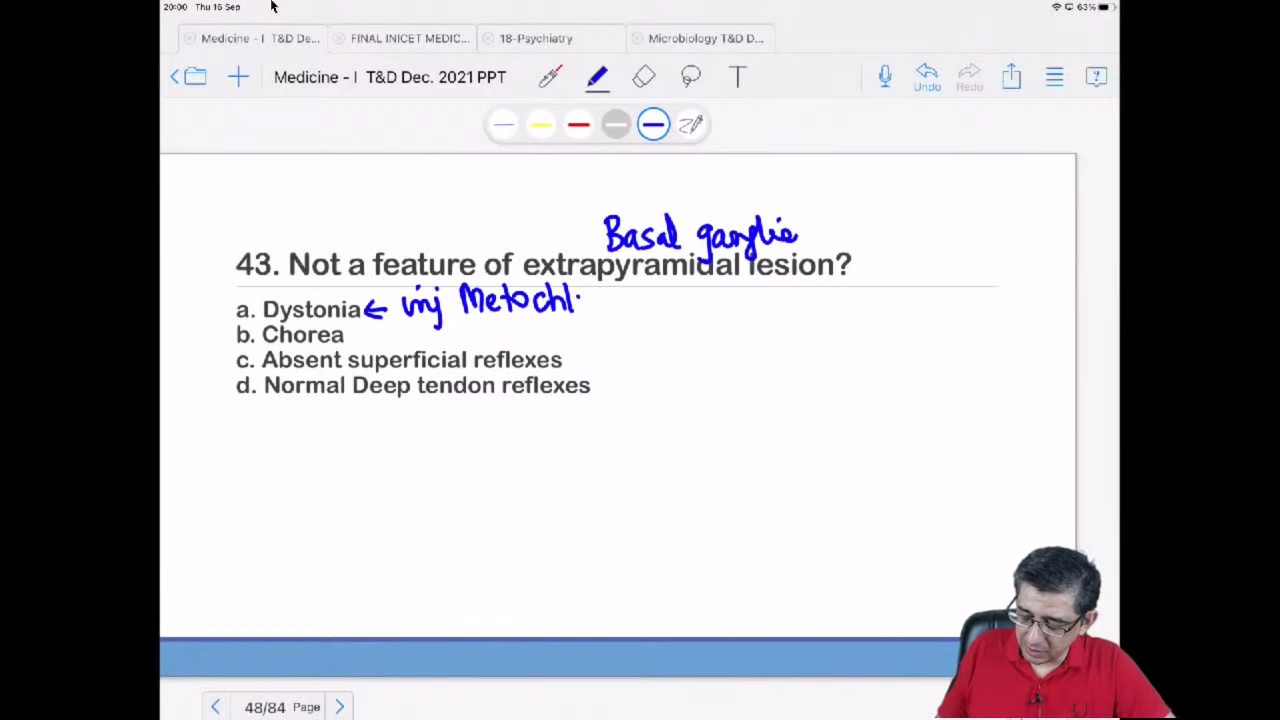 20:00 Thu 16 Sep
63%
Medicine - I T&D De...
FINAL INICET MEDIC...
18-Psychiatry
Microbiology T&D D...
Medicine - I T&D Dec. 2021 PPT
T
Undo
Redo
Basal ganglia
43. Not a feature of extrapyramidal lesion?
a. Dystonia ← inj Metochl.
b. Chorea
c. Absent superficial reflexes
d. Normal Deep tendon reflexes
48/84 Page